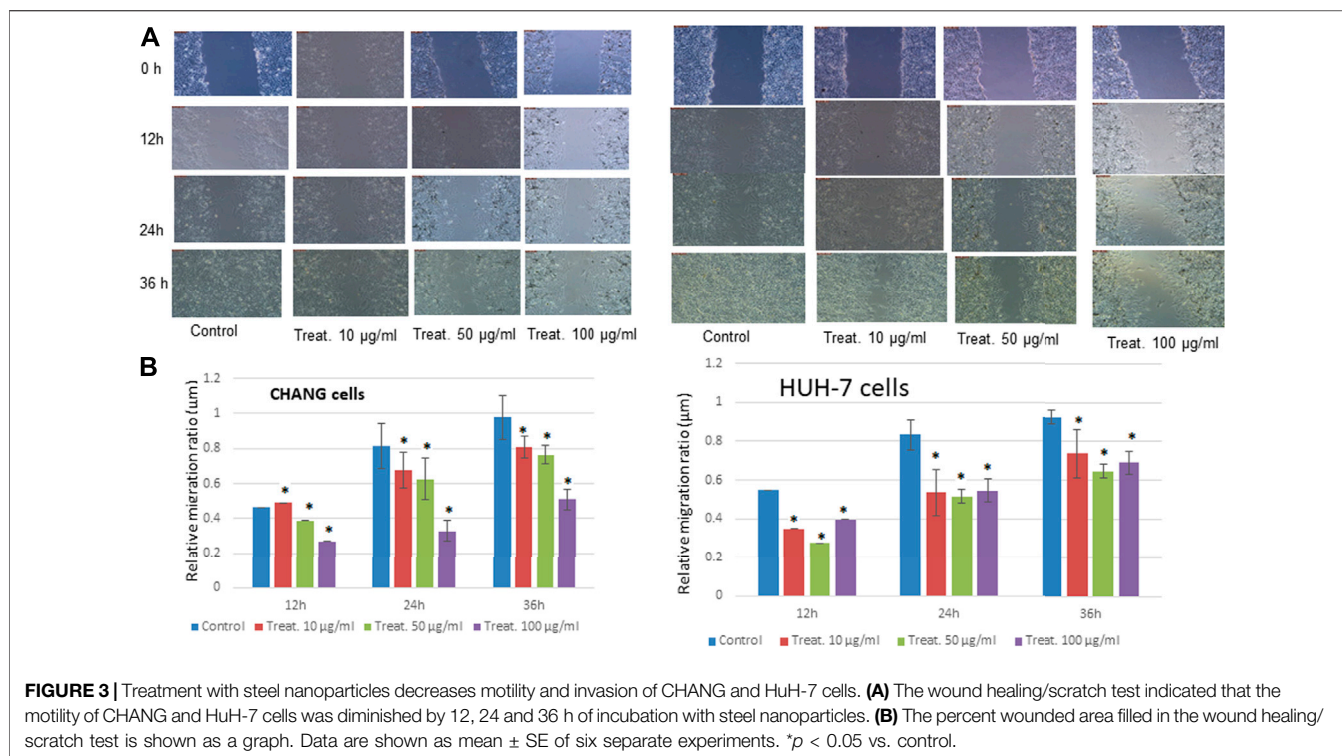 A
0 h
12h
24h
36 h
Control
Treat. 10 µg/ml
Treat. 50 µg/ml
Treat. 100 µg/ml
Control
Treat. 10 µg/ml
Treat. 50 µg/ml
Treat. 100 µg/ml
B
CHANG cells
Relative migration ratio (µm)
1.2
1
0.8
0.6
0.4
0.2
0
* * *
* * *
* * *
12h
24h
36h
Control
Treat. 10 µg/ml
Treat. 50 µg/ml
Treat. 100 µg/ml
HUH-7 cells
Relative migration ratio (µm)
1.2
1
0.8
0.6
0.4
0.2
0
* * *
* * *
* * *
12h
24h
36h
Control
Treat. 10 µg/ml
Treat. 50 µg/ml
Treat. 100 µg/ml
FIGURE 3 | Treatment with steel nanoparticles decreases motility and invasion of CHANG and HuH-7 cells. (A) The wound healing/scratch test indicated that the
motility of CHANG and HuH-7 cells was diminished by 12, 24 and 36 h of incubation with steel nanoparticles. (B) The percent wounded area filled in the wound healing/
scratch test is shown as a graph. Data are shown as mean ± SE of six separate experiments. *p < 0.05 vs. control.